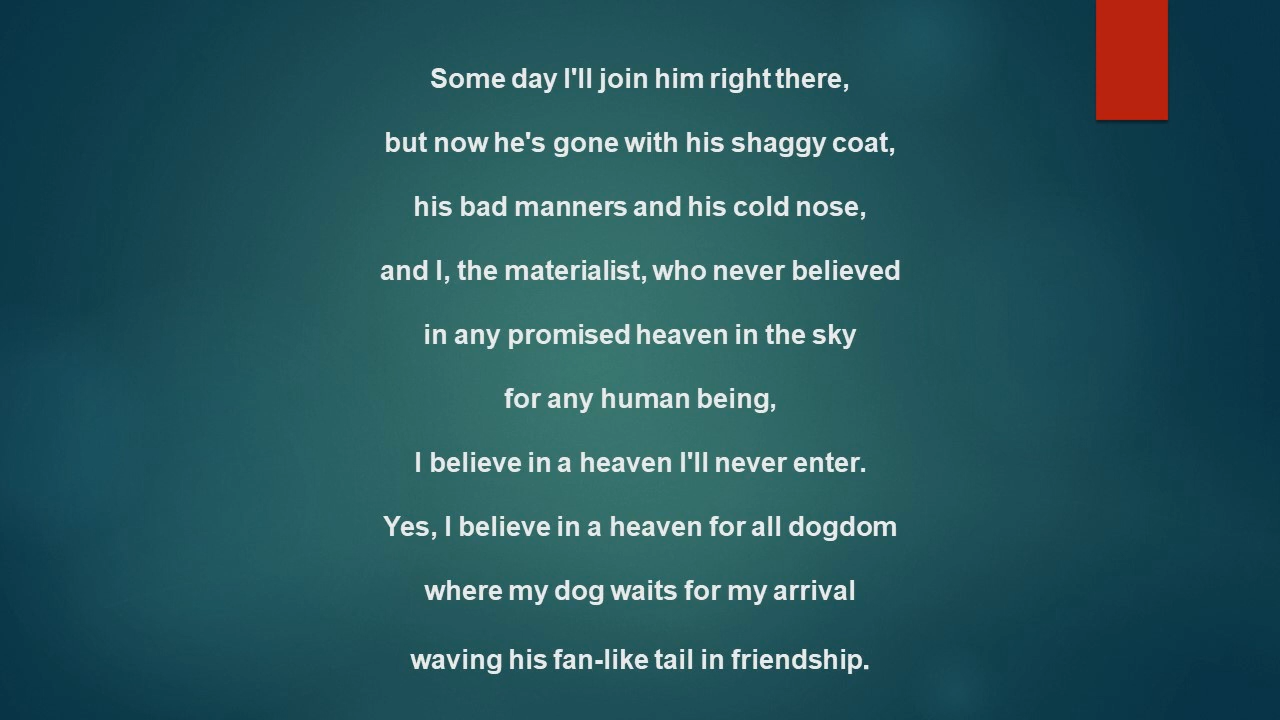 Some day I'll join him right there,
but now he's gone with his shaggy coat,
his bad manners and his cold nose,
and I, the materialist, who never believed
in any promised heaven in the sky
for any human being,
I believe in a heaven I'll never enter.
Yes, I believe in a heaven for all dogdom
where my dog waits for my arrival
waving his fan-like tail in friendship.